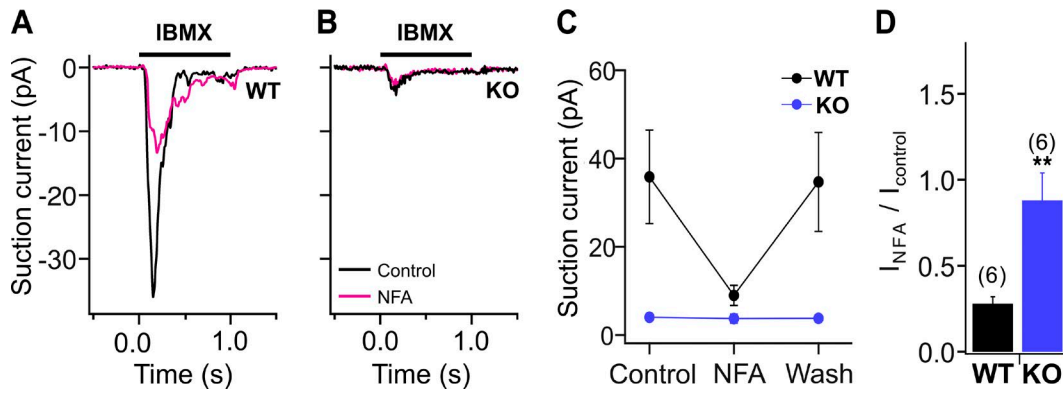 A
IBMX
Suction current (pA)
0
-10
-20
-30
WT
0.0
1.0
Time (s)
B
IBMX
KO
Control
NFA
0.0
1.0
Time (s)
C
Suction current (pA)
60
40
20
0
WT
KO
Control NFA Wash
D
I NFA / I control
1.5
1.0
0.5
0.0
(6)
(6)
**
WT KO